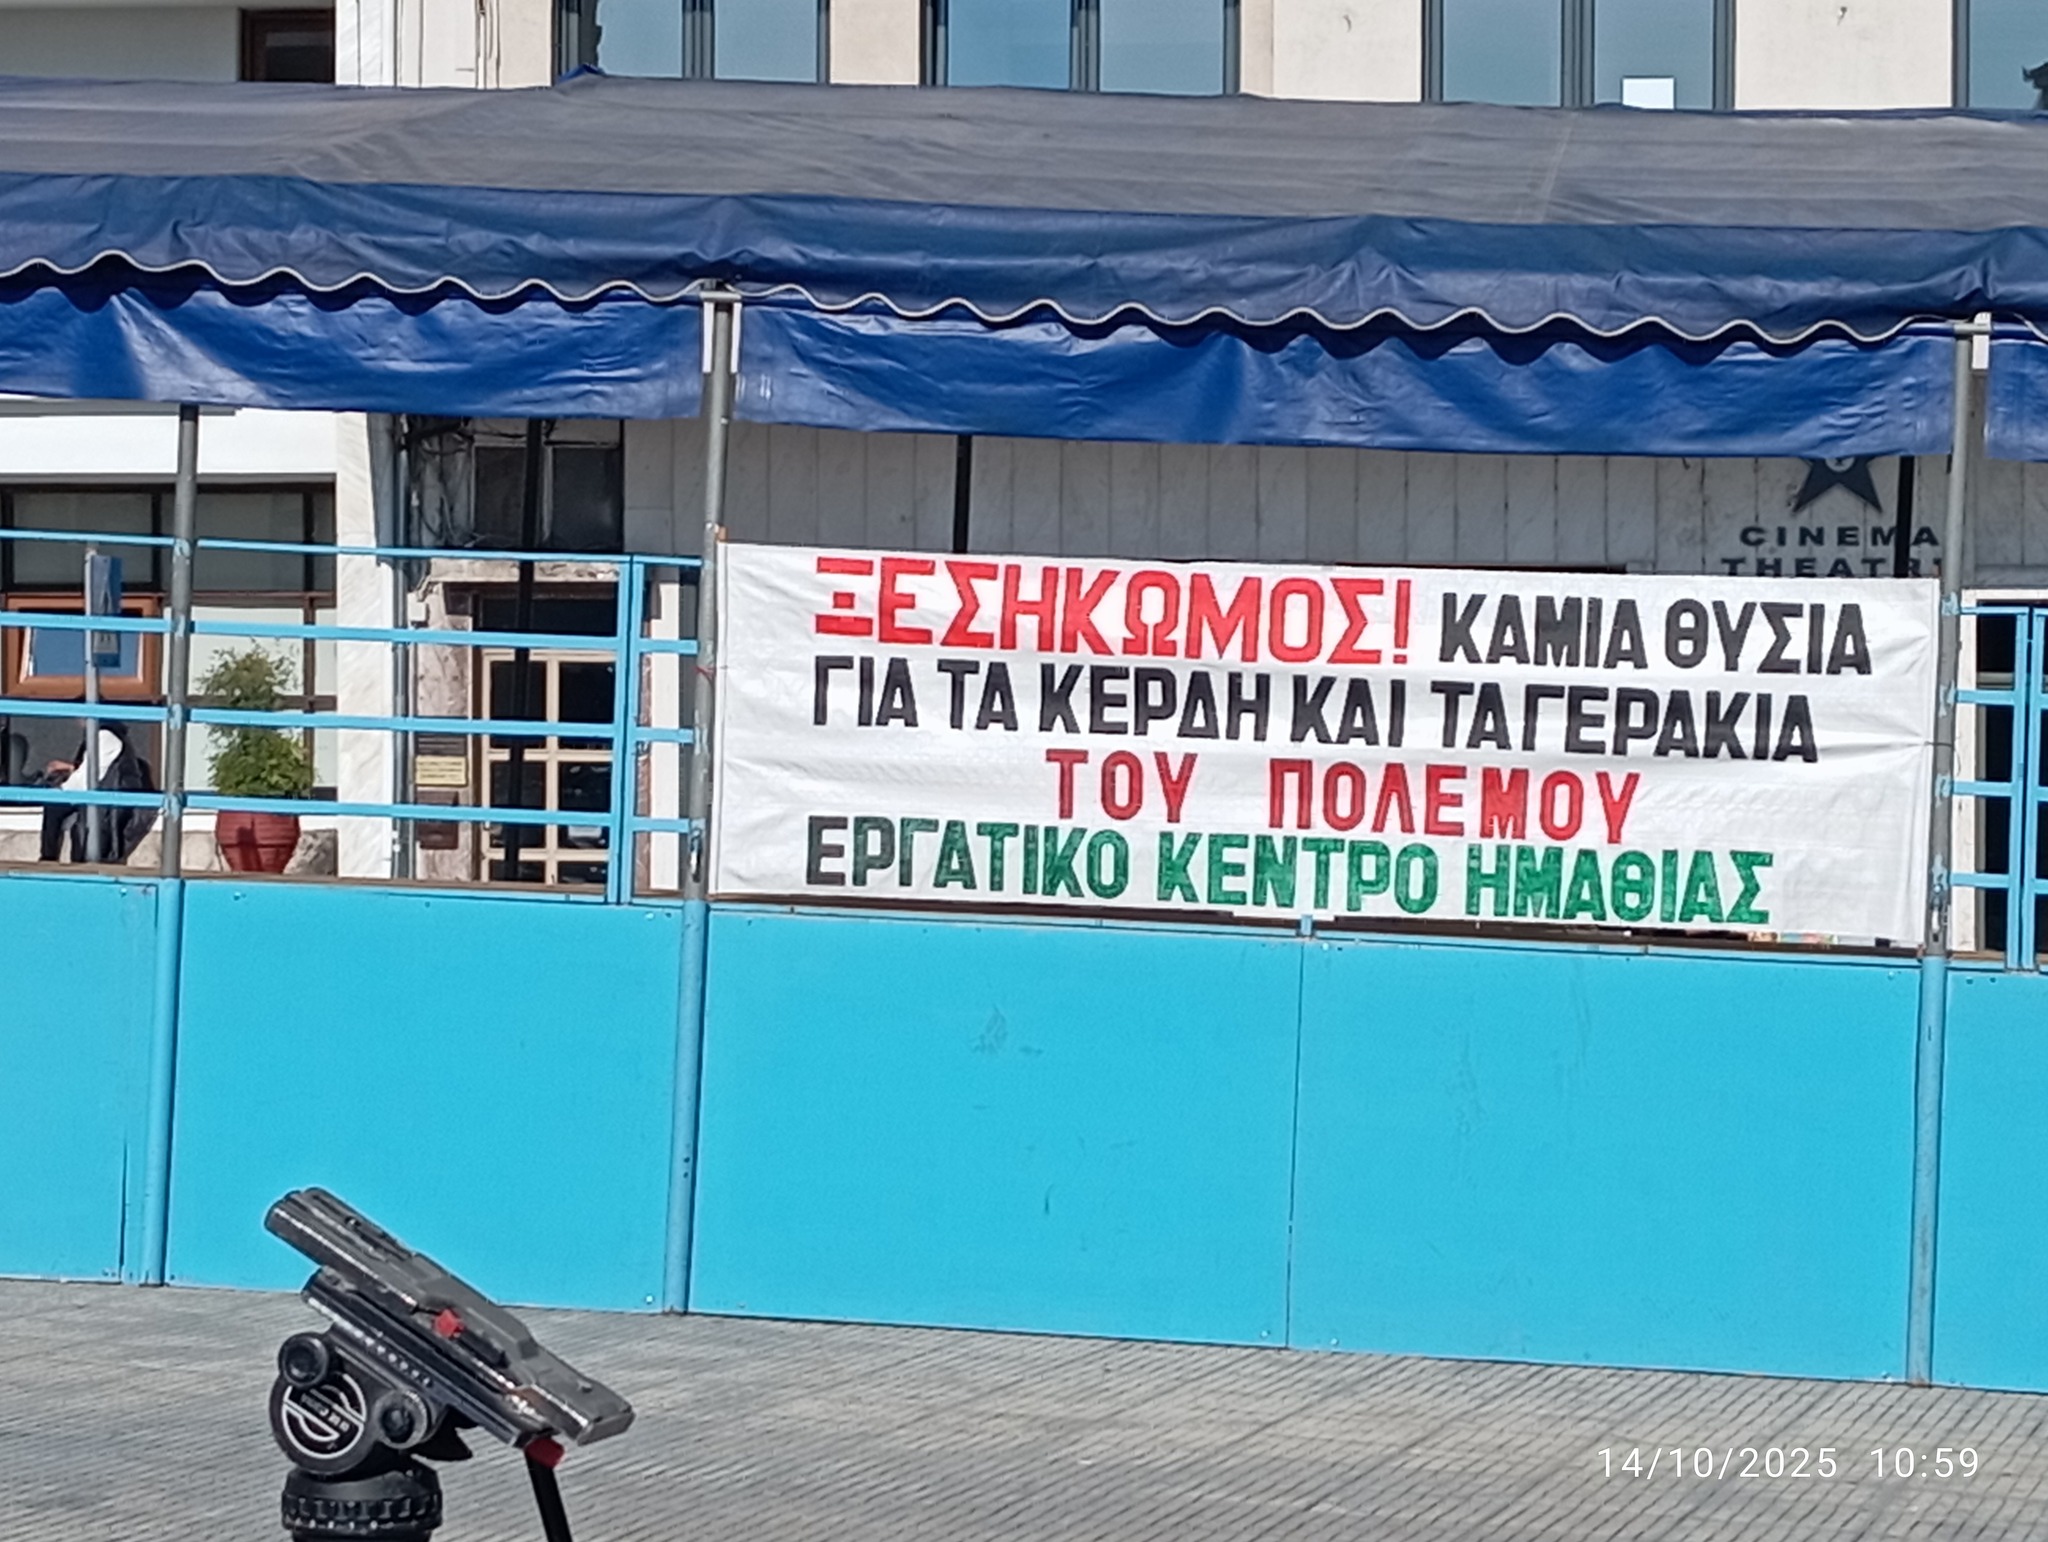 CINEMA
ΞΕΣΗΚΩΜΟΣ! ΚΑΜΙΑ ΘΥΣΙΑ
ΓΙΑ ΤΑ ΚΕΡΔΗ ΚΑΙ ΤΑ ΓΕΡΑΚΙΑ
ΤΟΥ ΠΟΛΕΜΟΥ
ΕΡΓΑΤΙΚΟ ΚΕΝΤΡΟ ΗΜΑΘΙΑΣ
14/10/2025 10:59